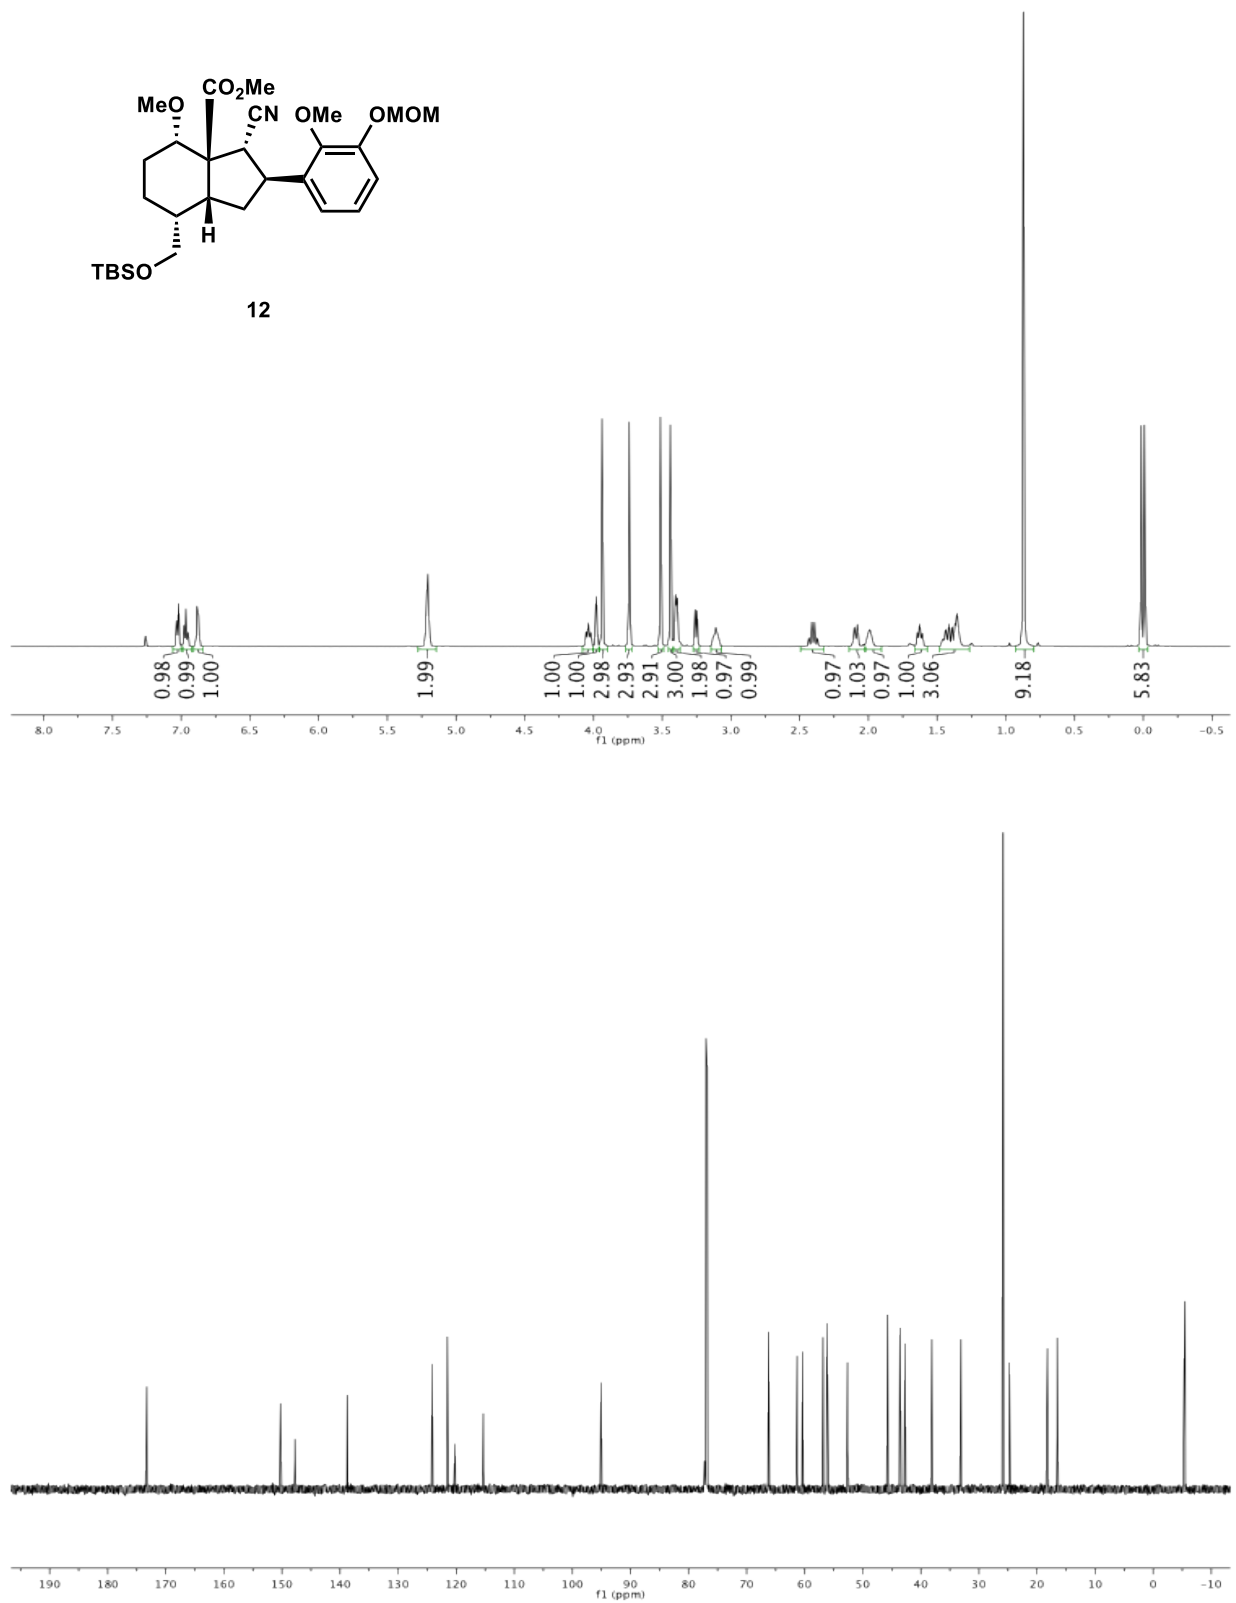 CO2Me
MeO
CN OMe OMOM
H
TBSO
12
0.98 0.99 1.00 1.99 1.00 1.00 2.98 2.93 2.91 3.00 1.98 0.97 0.99 0.97 1.03 0.97 1.00 3.06 9.18 5.83
8.0 7.5 7.0 6.5 6.0 5.5 5.0 4.5 4.0 3.5 3.0 2.5 2.0 1.5 1.0 0.5 0.0 -0.5
f1 (ppm)
190 180 170 160 150 140 130 120 110 100 90 80 70 60 50 40 30 20 10 0 -10
f1 (ppm)